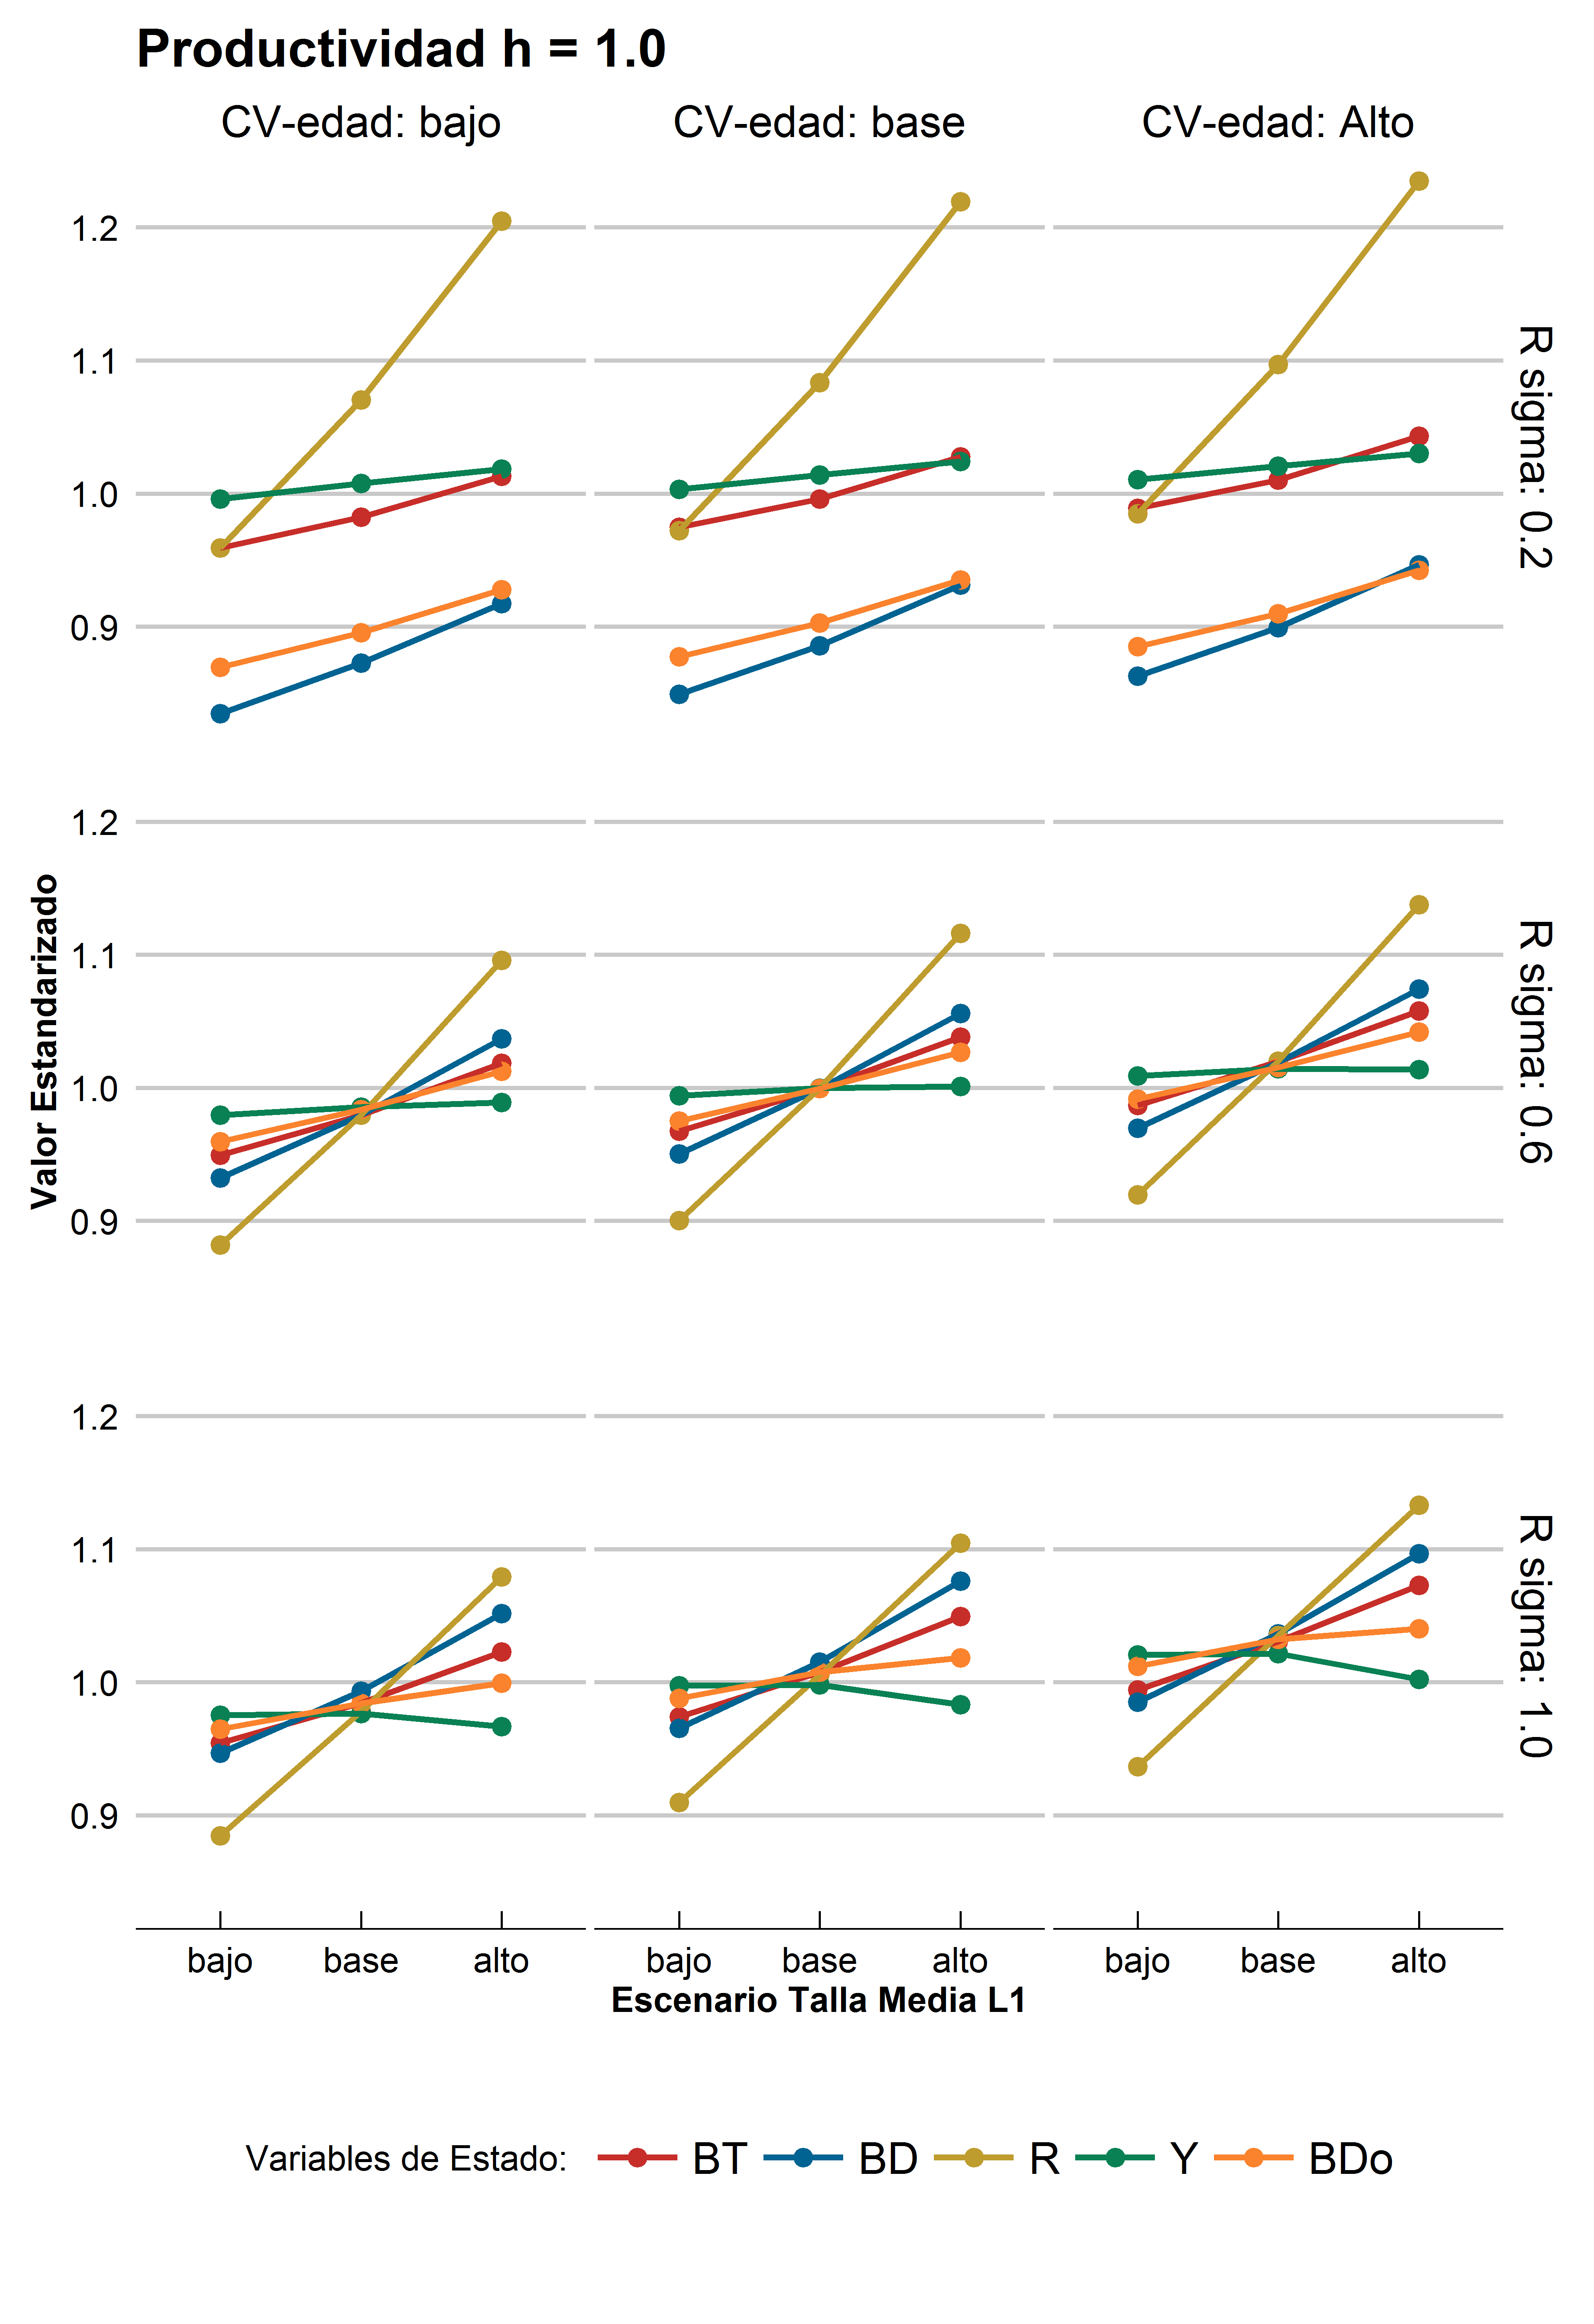 Productividad h = 1.0
CV-edad: bajo CV-edad: base CV-edad: Alto
1.2
1.1
1.0
0.9
R sigma: 0.2
1.2
1.1
1.0
0.9
R sigma: 0.6
1.2
1.1
1.0
0.9
R sigma: 1.0
Valor Estandarizado
bajo base alto bajo base alto bajo base alto
Escenario Talla Media L1
Variables de Estado: BT BD R Y BDo